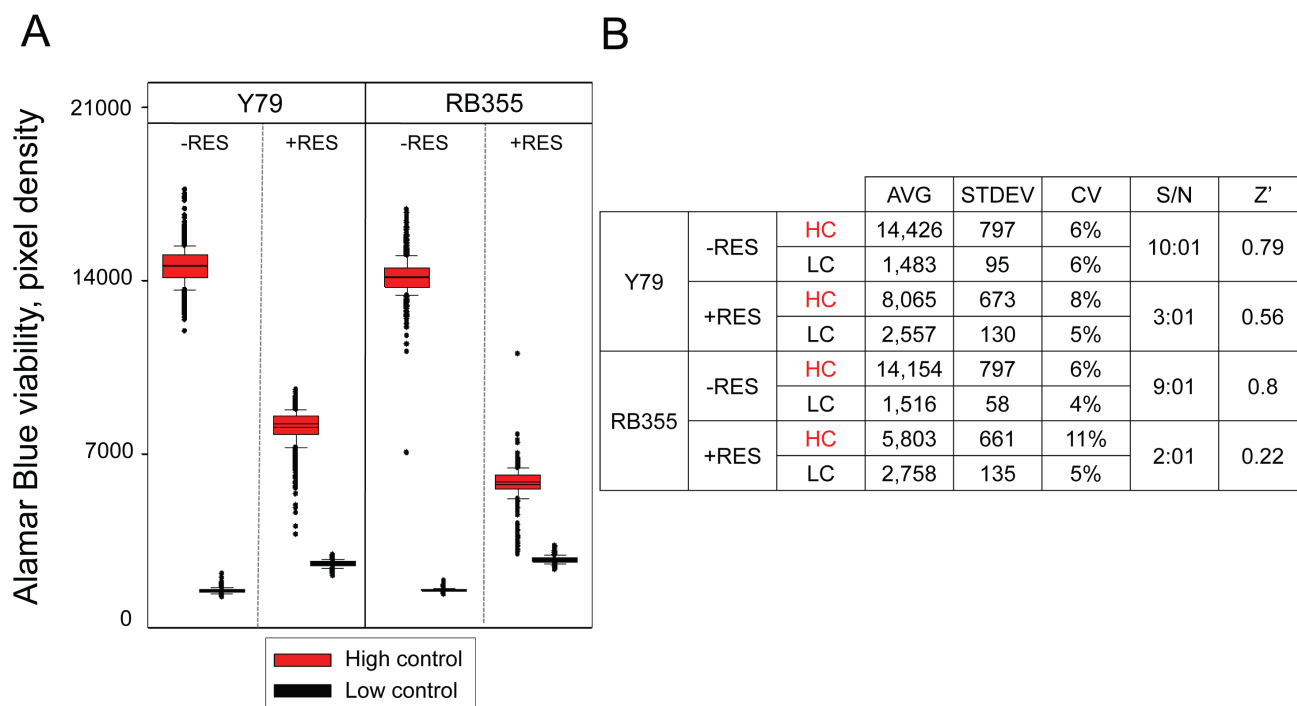 A
B
Alamar Blue viability, pixel density
21000
14000
7000
0
Y79 RB355
-RES +RES -RES +RES
High control
Low control
AVG STDEV CV S/N Z'
Y79 -RES HC 14,426 797 6% 10:01 0.79
LC 1,483 95 6%
+RES HC 8,065 673 8% 3:01 0.56
LC 2,557 130 5%
RB355 -RES HC 14,154 797 6% 9:01 0.8
LC 1,516 58 4%
+RES HC 5,803 661 11% 2:01 0.22
LC 2,758 135 5%